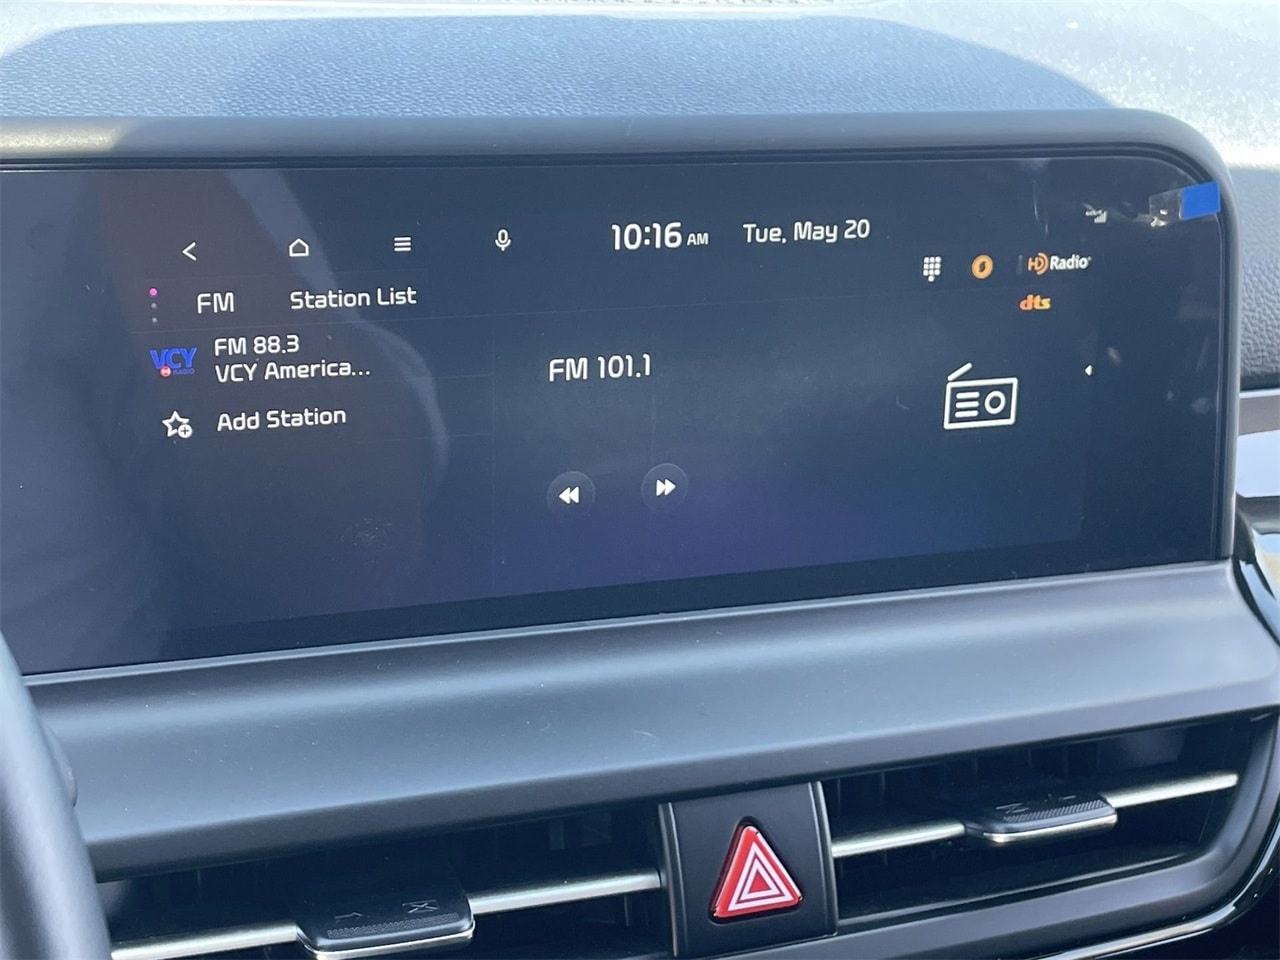 10:16 AM Tue, May 20
FM Station List
HD Radio
dts
VCY
RADIO
FM 88.3
VCY America...
FM 101.1
Add Station